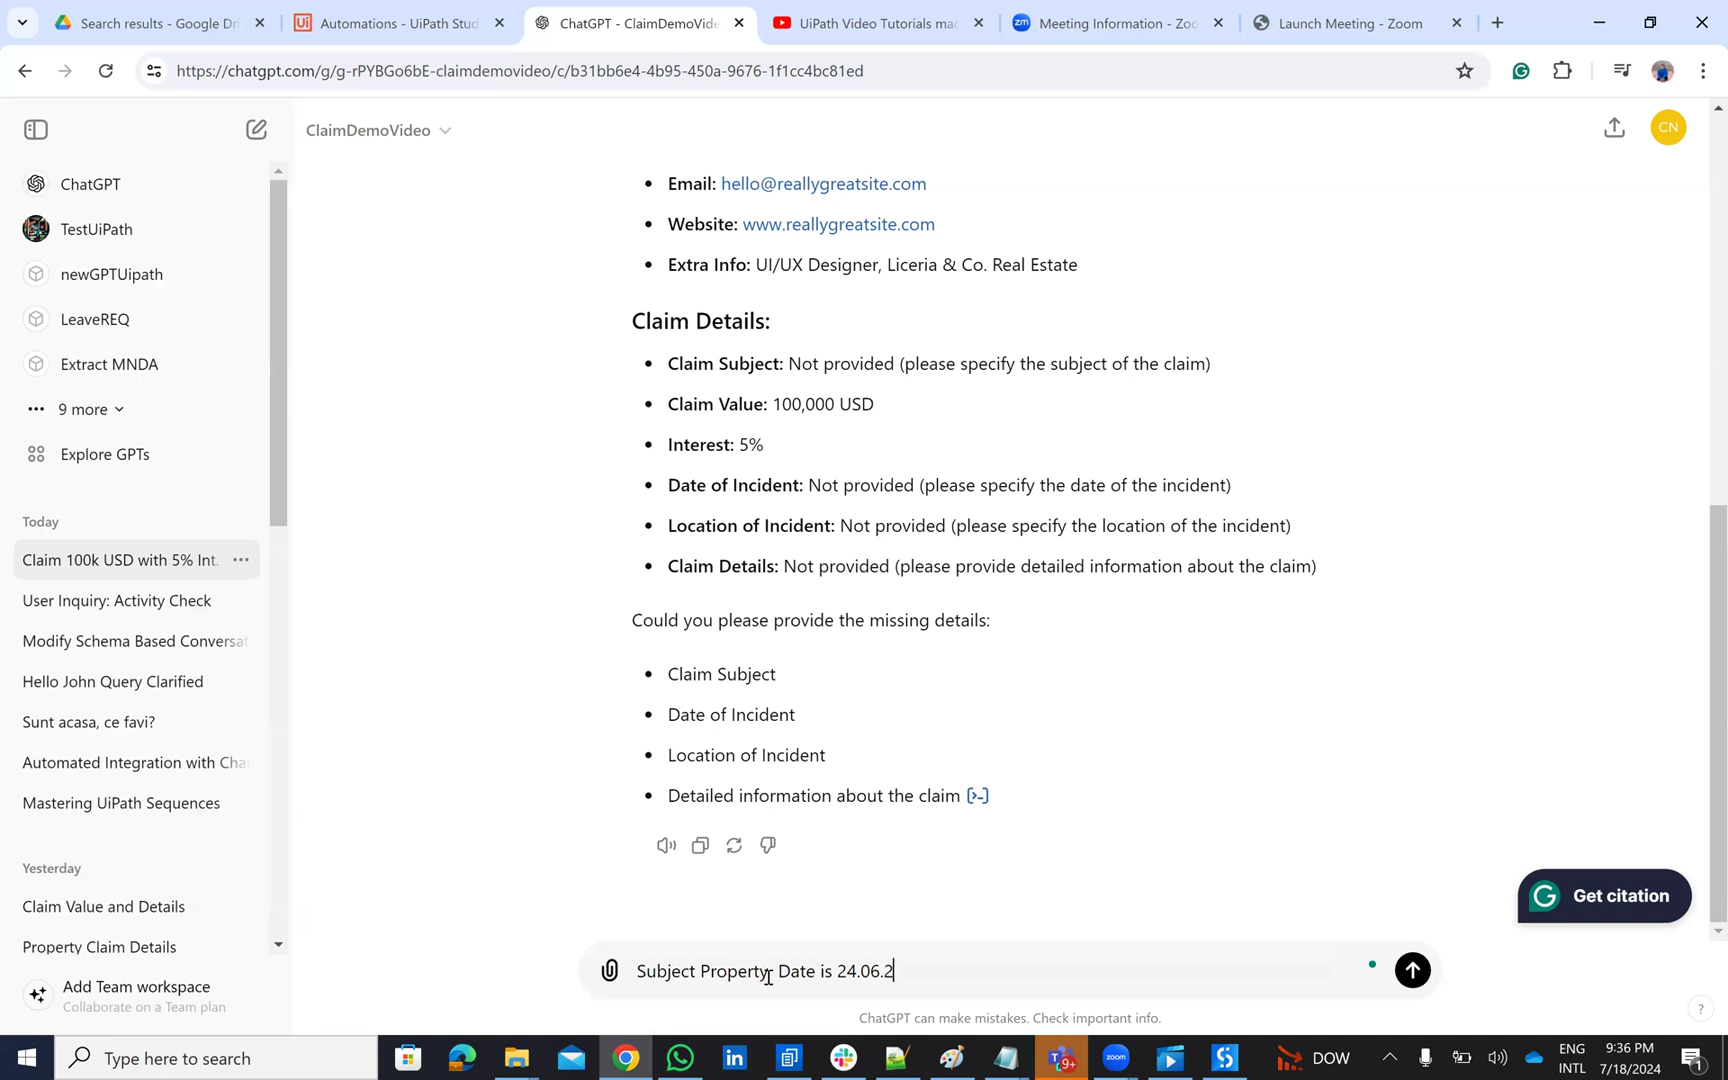 Search results - Google Dri
Automations - UiPath Stud
ChatGPT - ClaimDemoVide
UiPath Video Tutorials mad
Meeting Information - Zoo
Launch Meeting - Zoom
https://chatgpt.com/g/g-rPYBGo6bE-claimdemovideo/c/b31bb6e4-4b95-450a-9676-1f1cc4bc81ed
ClaimDemoVideo
CN
ChatGPT
TestUiPath
newGPTUipath
LeaveREQ
Extract MNDA
9 more
Explore GPTs
Today
Claim 100k USD with 5% Int.
User Inquiry: Activity Check
Modify Schema Based Conversat
Hello John Query Clarified
Sunt acasa, ce favi?
Automated Integration with Cha
Mastering UiPath Sequences
Yesterday
Claim Value and Details
Property Claim Details
Add Team workspace
Collaborate on a Team plan
• Email: hello@reallygreatsite.com
• Website: www.reallygreatsite.com
• Extra Info: UI/UX Designer, Liceria & Co. Real Estate
Claim Details:
• Claim Subject: Not provided (please specify the subject of the claim)
• Claim Value: 100,000 USD
• Interest: 5%
• Date of Incident: Not provided (please specify the date of the incident)
• Location of Incident: Not provided (please specify the location of the incident)
• Claim Details: Not provided (please provide detailed information about the claim)
Could you please provide the missing details:
• Claim Subject
• Date of Incident
• Location of Incident
• Detailed information about the claim [>-]
Get citation
Subject Property, Date is 24.06.2
ChatGPT can make mistakes. Check important info.
?
Type here to search
9+
zoom
DOW
ENG
INTL
9:36 PM
7/18/2024
1